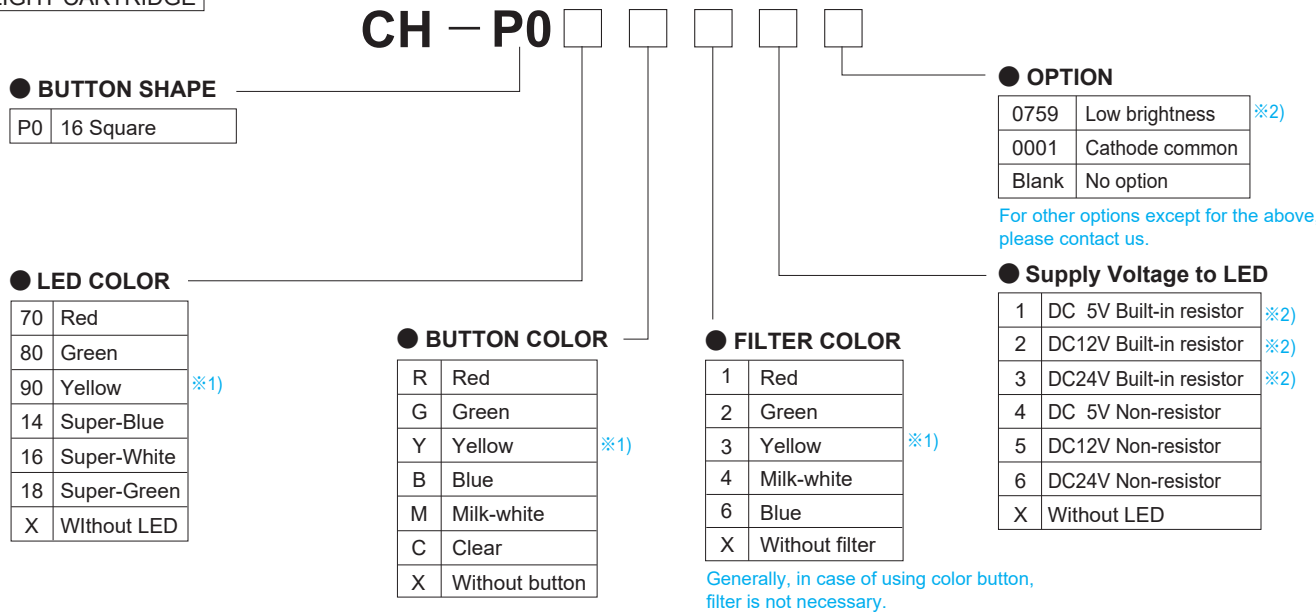 CARTRIDGE
CH－P0□□□□□
● BUTTON SHAPE
P0 16 Square
● OPTION
0759 Low brightness ※2)
0001 Cathode common
Blank No option
For other options except for the above
please contact us.
● LED COLOR
70 Red
80 Green
90 Yellow ※1)
14 Super-Blue
16 Super-White
18 Super-Green
X WIthout LED
● BUTTON COLOR
R Red
G Green
Y Yellow ※1)
B Blue
M Milk-white
C Clear
X Without button
● FILTER COLOR
1 Red
2 Green
3 Yellow ※1)
4 Milk-white
6 Blue
X Without filter
Generally, in case of using color button,
filter is not necessary.
● Supply Voltage to LED
1 DC 5V Built-in resistor ※2)
2 DC12V Built-in resistor ※2)
3 DC24V Built-in resistor ※2)
4 DC 5V Non-resistor
5 DC12V Non-resistor
6 DC24V Non-resistor
X Without LED